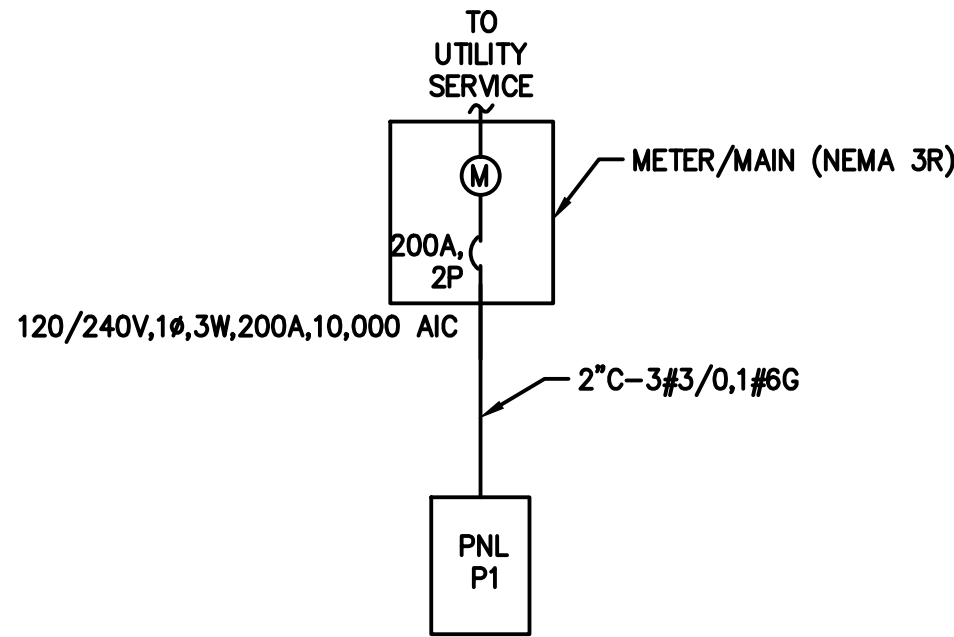 TO
UTILITY
SERVICE
M
METER/MAIN (NEMA 3R)
200A,
2P
120/240V,1ø,3W,200A,10,000 AIC
2"C-3#3/0,1#6G
PNL
P1